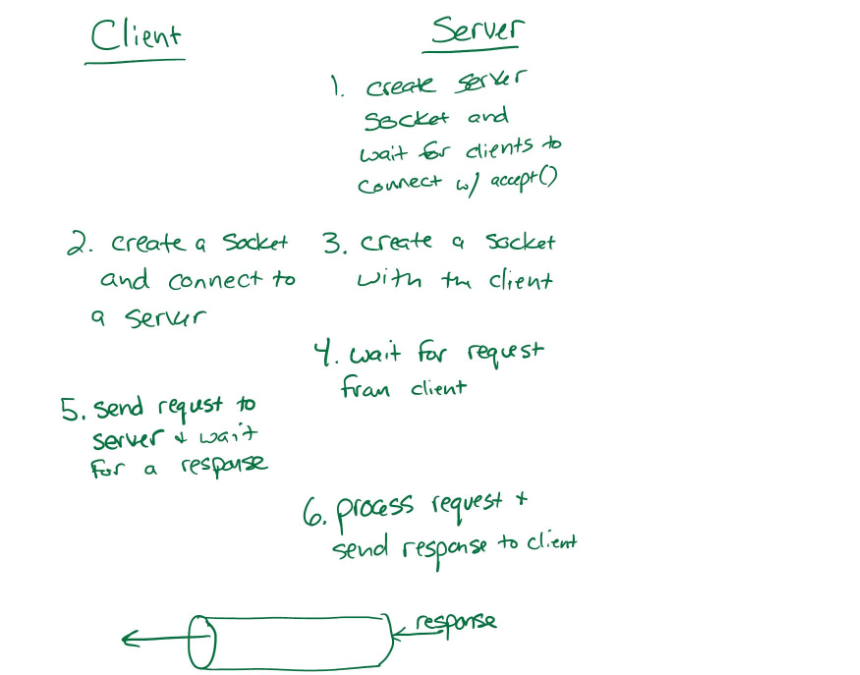 Client
Server
1. create server
socket and
wait for clients to
connect w/ accept()
2. create a socket
and connect to
a server
3. create a socket
with the client
4. wait for request
from client
5. send request to
server + wait
for a response
6. process request +
send response to client
response